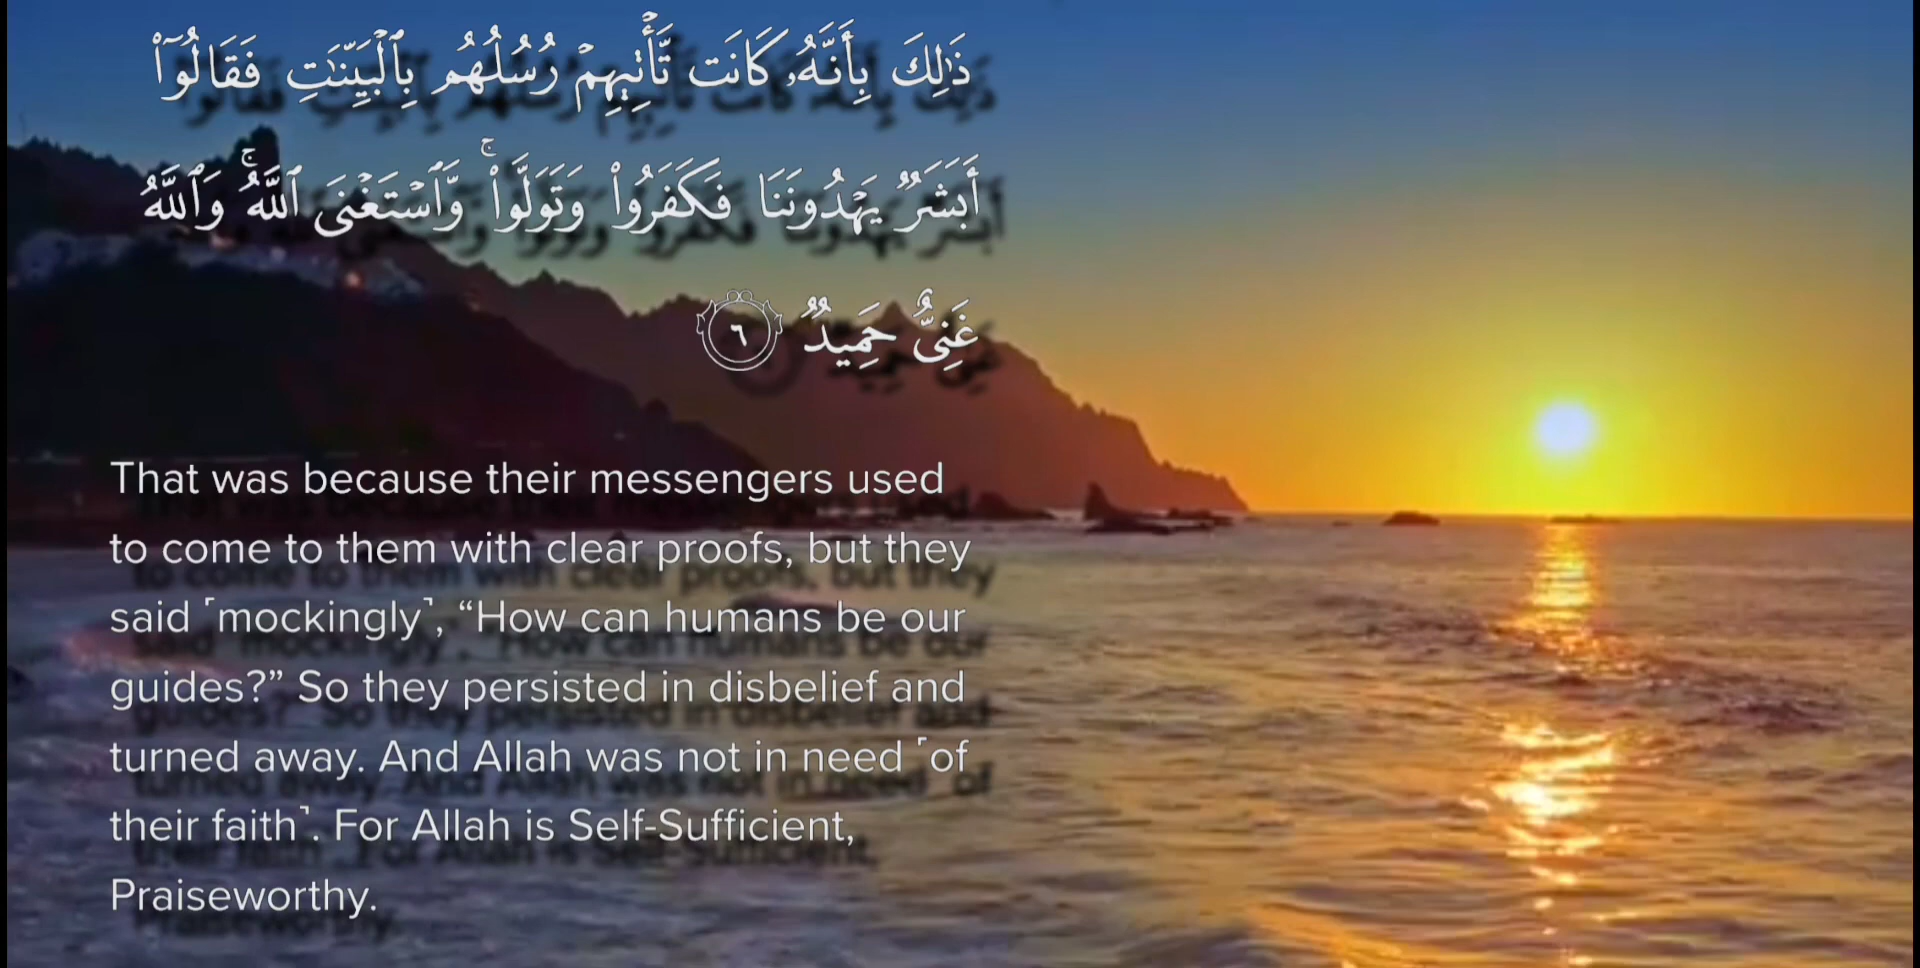 ذَٰلِكَ بِأَنَّهُۥ كَانَت تَّأْتِيهِمْ رُسُلُهُم بِٱلْبَيِّنَـٰتِ فَقَالُوٓا۟
أَبَشَرٌ يَهْدُونَنَا فَكَفَرُوا۟ وَتَوَلَّوا۟ ۚ وَّٱسْتَغْنَى ٱللَّهُ ۚ وَٱللَّهُ
غَنِىٌّ حَمِيدٌ ٦
That was because their messengers used
to come to them with clear proofs, but they
said ˹mockingly˺, “How can humans be our
guides?” So they persisted in disbelief and
turned away. And Allah was not in need ˹of
their faith˺. For Allah is Self-Sufficient,
Praiseworthy.